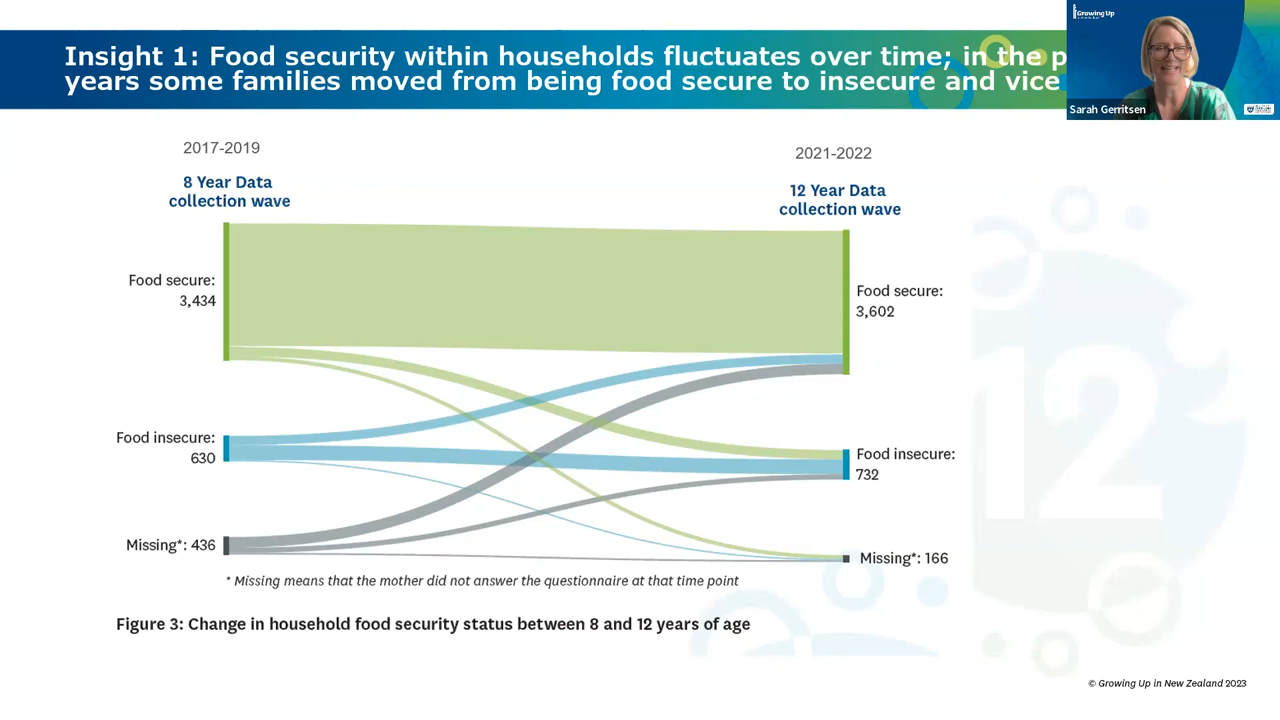 Insight 1: Food security within households fluctuates over time; in the p
years some families moved from being food secure to insecure and vice
Growing Up
Sarah Gerritsen
2017-2019
8 Year Data
collection wave
2021-2022
12 Year Data
collection wave
Food secure:
3,434
Food secure:
3,602
Food insecure:
630
Food insecure:
732
Missing*: 436
Missing*: 166
* Missing means that the mother did not answer the questionnaire at that time point
Figure 3: Change in household food security status between 8 and 12 years of age
12
© Growing Up in New Zealand 2023